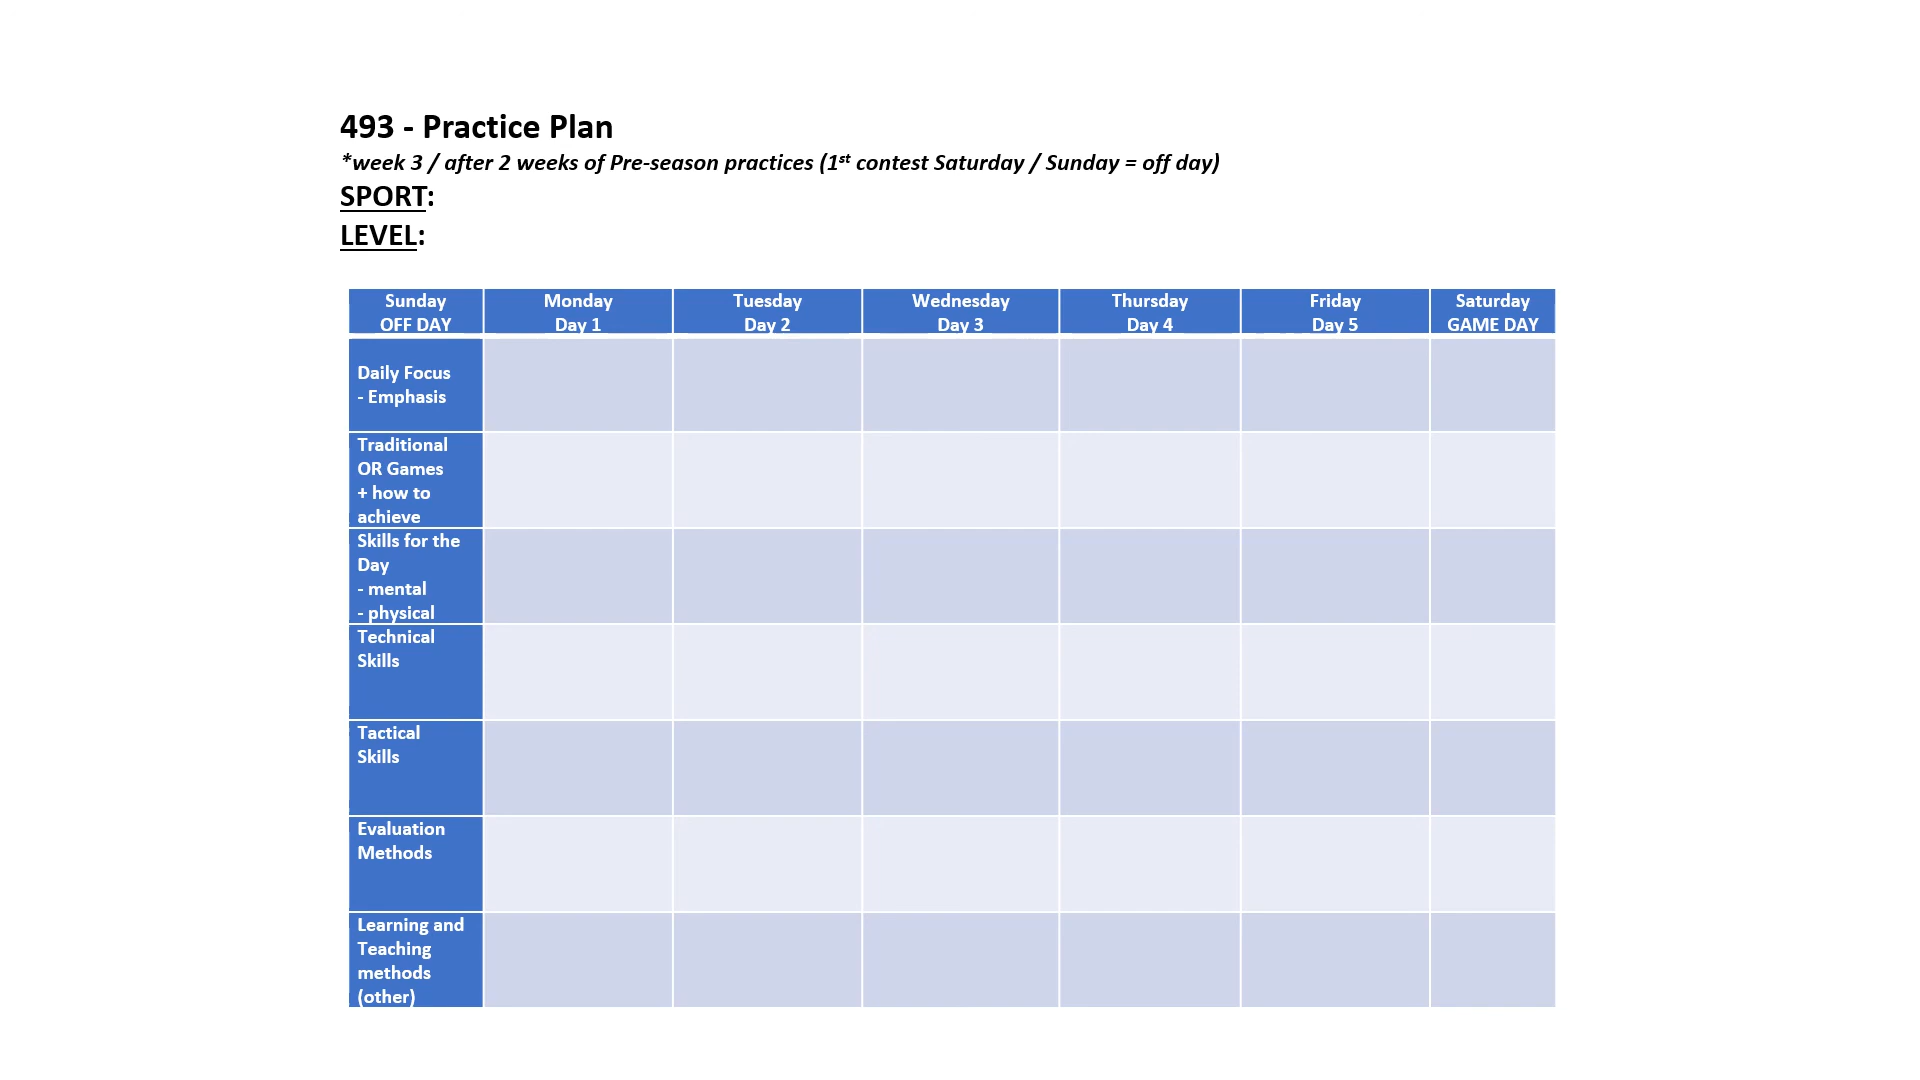 493 - Practice Plan
*week 3 / after 2 weeks of Pre-season practices (1st contest Saturday / Sunday = off day)
SPORT:
LEVEL:
Sunday Monday Tuesday Wednesday Thursday Friday Saturday
OFF DAY Day 1 Day 2 Day 3 Day 4 Day 5 GAME DAY
Daily Focus
- Emphasis
Traditional
OR Games
+ how to
achieve
Skills for the
Day
- mental
- physical
Technical
Skills
Tactical
Skills
Evaluation
Methods
Learning and
Teaching
methods
(other)